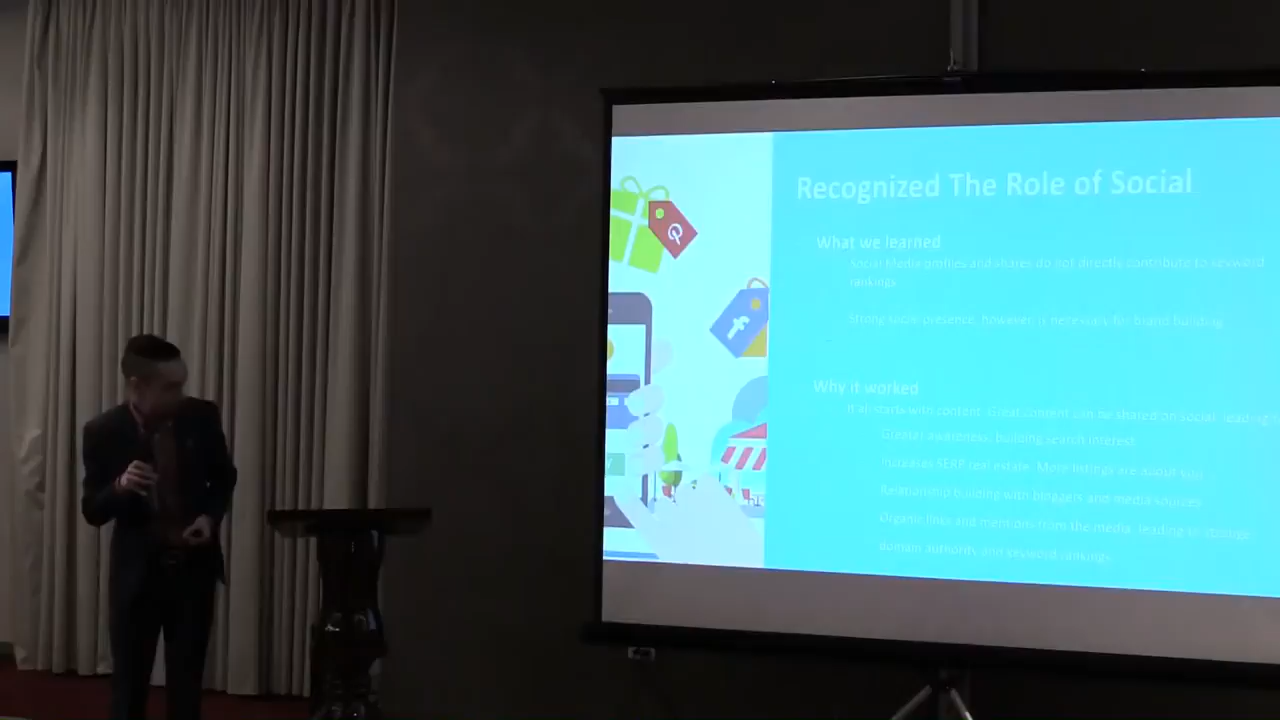 Recognized The Role of Social
What we learned
Social Media profiles and shares do not directly contribute to keyword
rankings
Strong social presence, however is necessary for brand building
Why it worked
It all starts with content. Great content can be shared on social, leading
Greater awareness, building search interest
Increases SERP real estate. More listings are about you
Relationship building with bloggers and media sources
Organic links and mentions from the media, leading to stronger
domain authority and keyword rankings